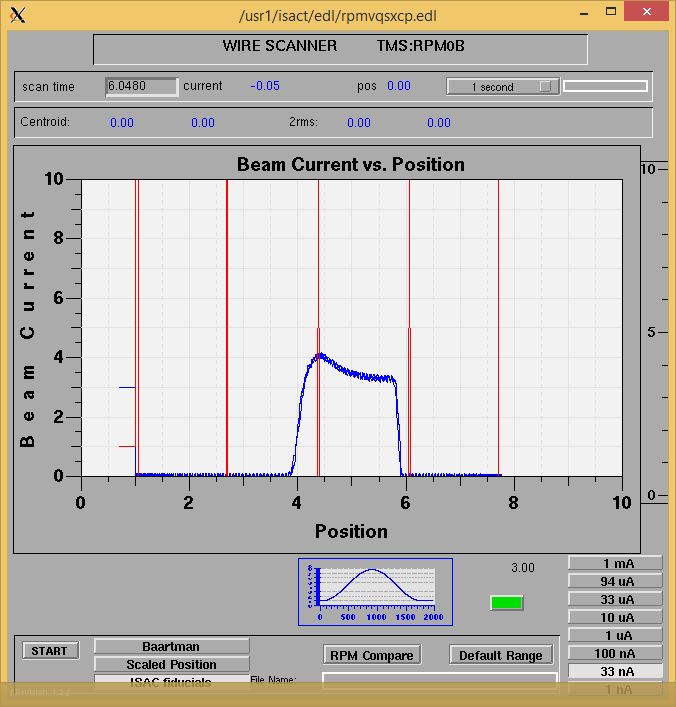 /usr1/isact/edl/rpmvqsxcp.edl
WIRE SCANNER TMS:RPM0B
scan time 6.0480 current -0.05 pos 0.00 1 second
Centroid: 0.00 0.00 2rms: 0.00 0.00
Beam Current vs. Position
10 10
8
6
5
4
2
0 0
Beam Current
0 2 4 6 8 10
Position
8
0 500 1000 1500 2000
3.00
1 mA
94 uA
33 uA
10 uA
1 uA
100 nA
33 nA
1 nA
START
Baartman
Scaled Position
ISAC fiducials
RPM Compare
Default Range
File Name: